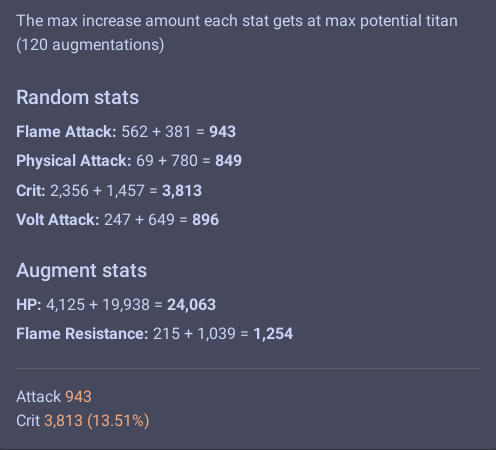 The max increase amount each stat gets at max potential titan
(120 augmentations)
Random stats
Flame Attack: 562 + 381 = 943
Physical Attack: 69 + 780 = 849
Crit: 2,356 + 1,457 = 3,813
Volt Attack: 247 + 649 = 896
Augment stats
HP: 4,125 + 19,938 = 24,063
Flame Resistance: 215 + 1,039 = 1,254
Attack 943
Crit 3,813 (13.51%)